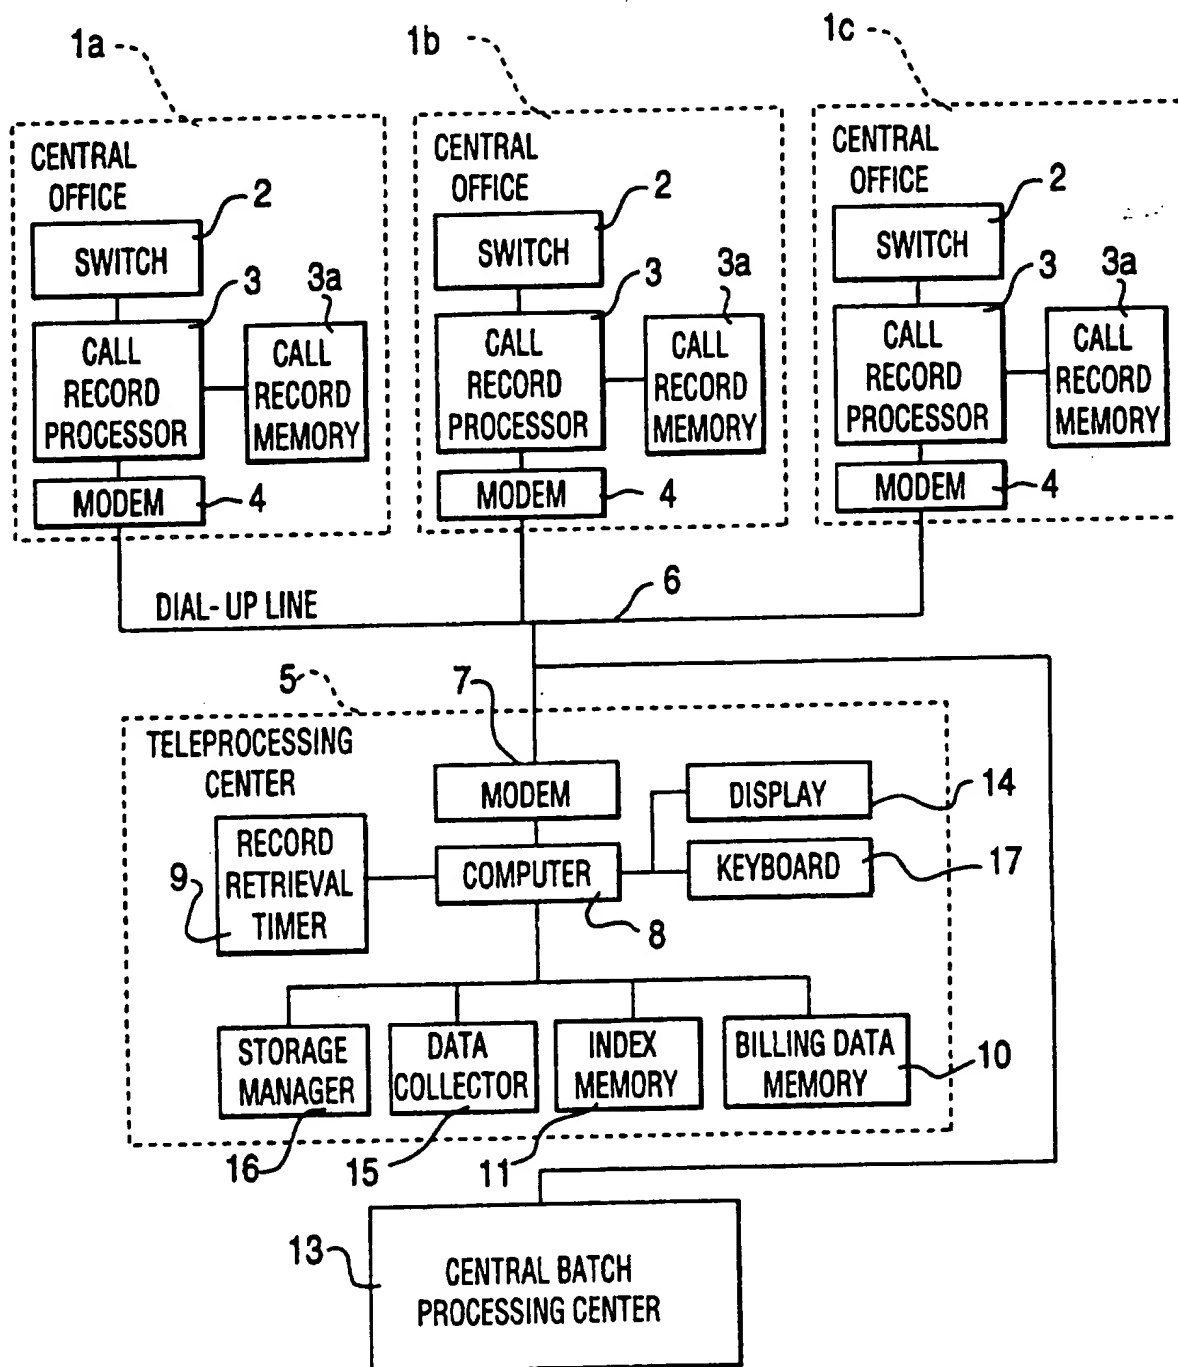 1a
1b
1c
CENTRAL
OFFICE
2
SWITCH
3
3a
CALL
RECORD
PROCESSOR
CALL
RECORD
MEMORY
MODEM
4
CENTRAL
OFFICE
2
SWITCH
3
3a
CALL
RECORD
PROCESSOR
CALL
RECORD
MEMORY
MODEM
4
CENTRAL
OFFICE
2
SWITCH
3
3a
CALL
RECORD
PROCESSOR
CALL
RECORD
MEMORY
MODEM
4
DIAL-UP LINE
6
5
7
TELEPROCESSING
CENTER
MODEM
DISPLAY
14
RECORD
RETRIEVAL
TIMER
9
COMPUTER
8
KEYBOARD
17
STORAGE
MANAGER
DATA
COLLECTOR
INDEX
MEMORY
BILLING DATA
MEMORY
10
16
15
11
13
CENTRAL BATCH
PROCESSING CENTER